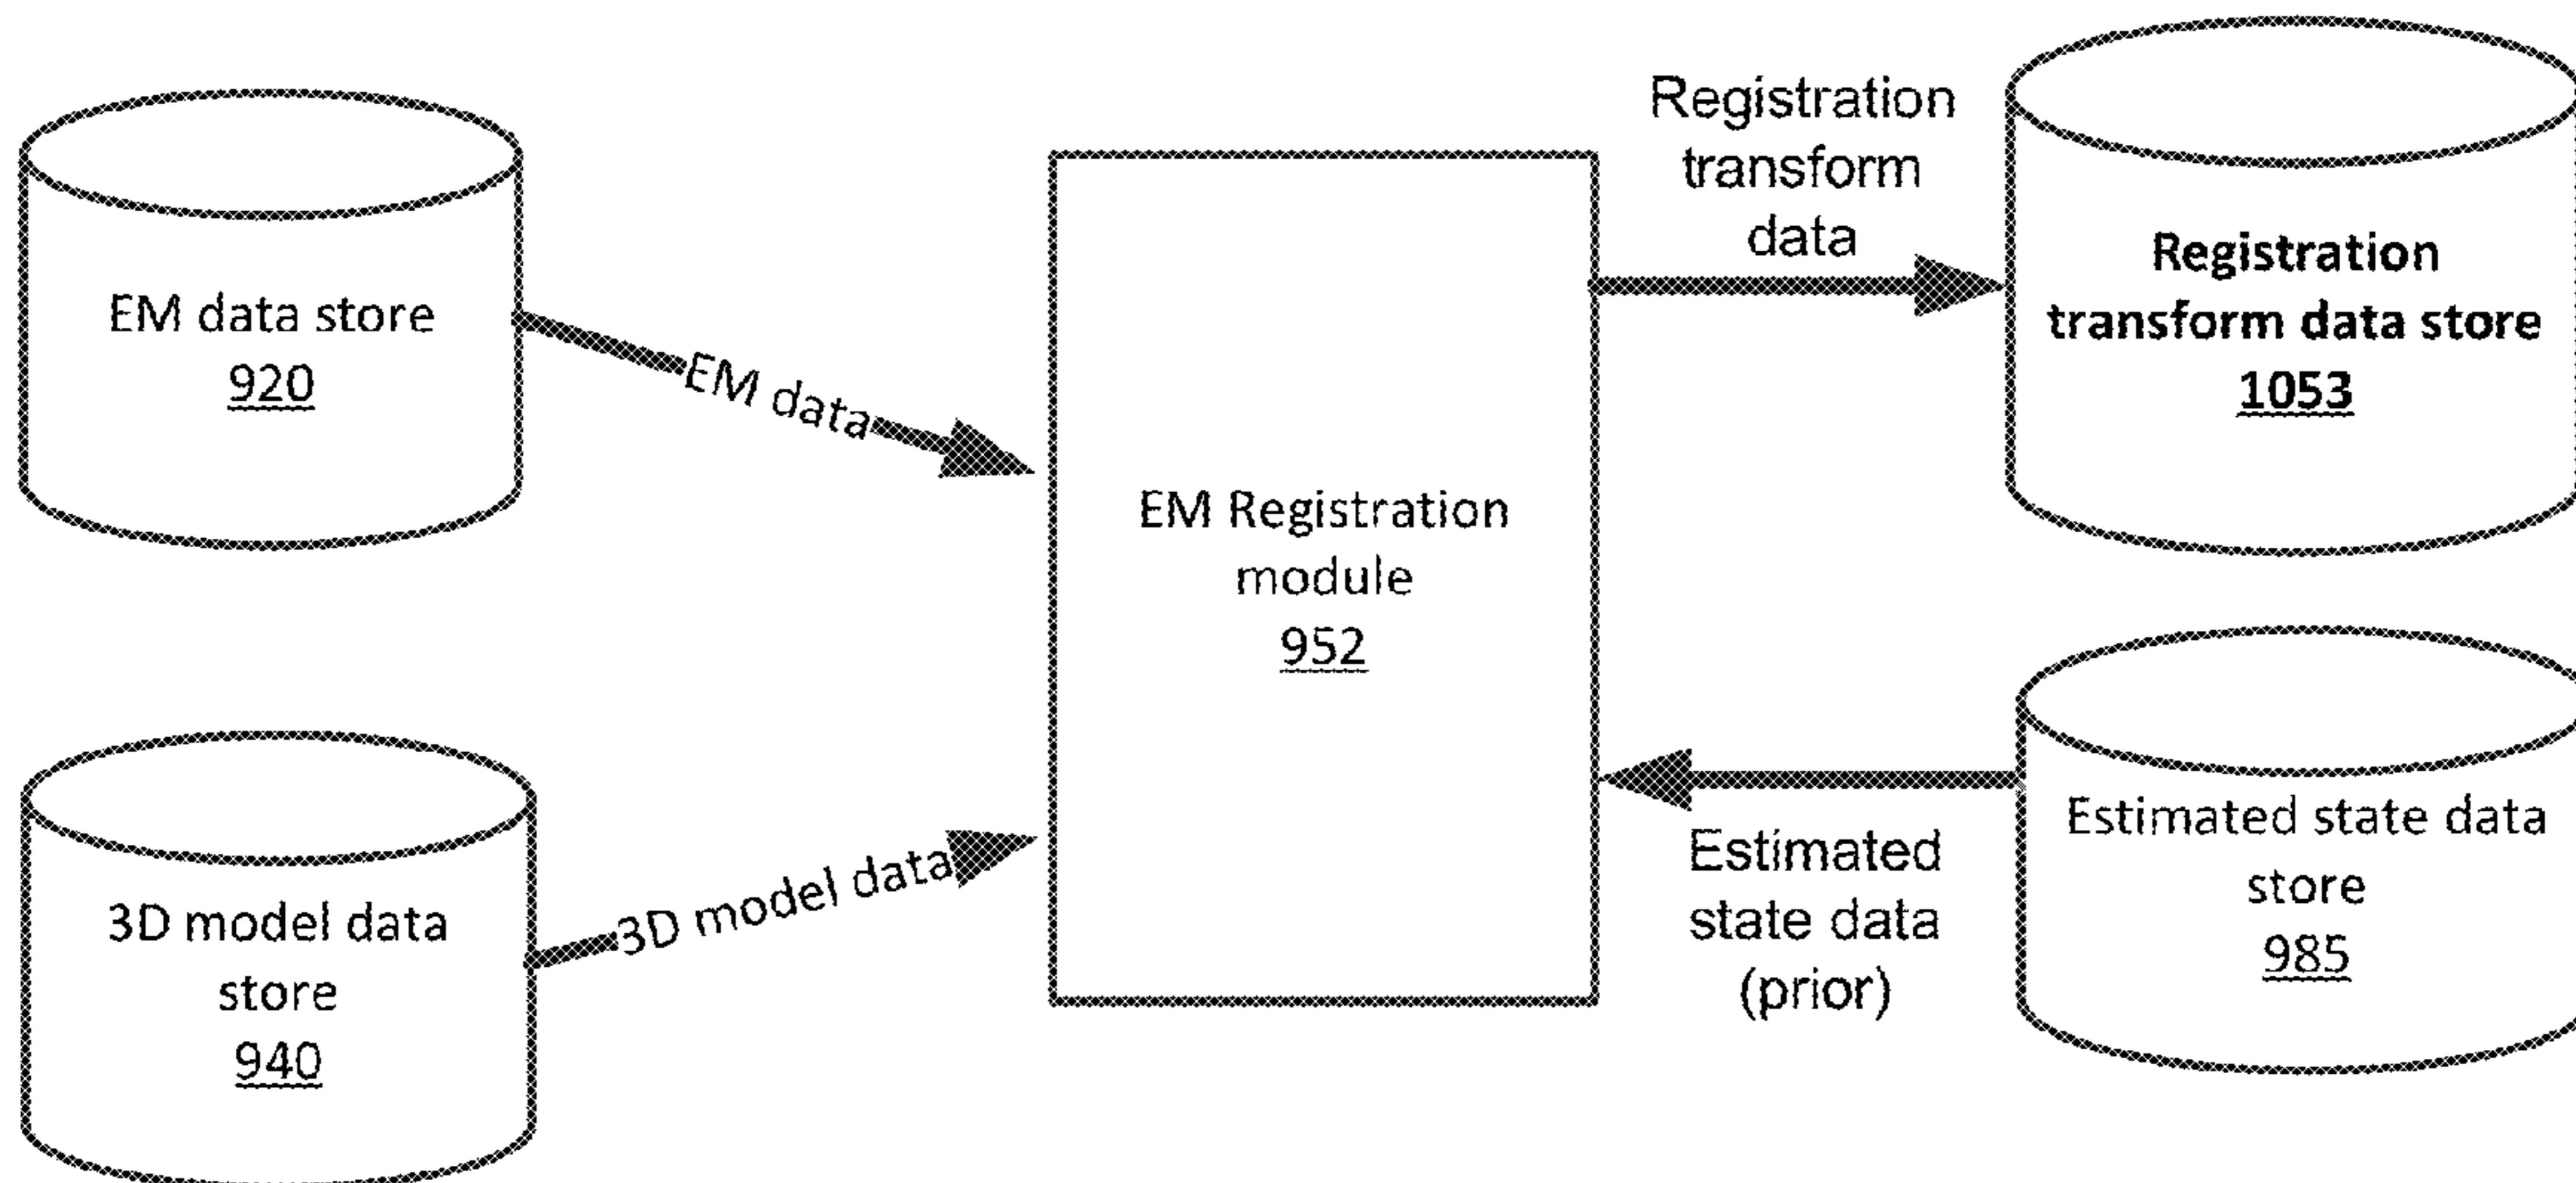 EM data store
920
EM data
3D model data
store
940
3D model data
EM Registration
module
952
Registration
transform
data
Registration
transform data store
1053
Estimated
state data
(prior)
Estimated state data
store
985